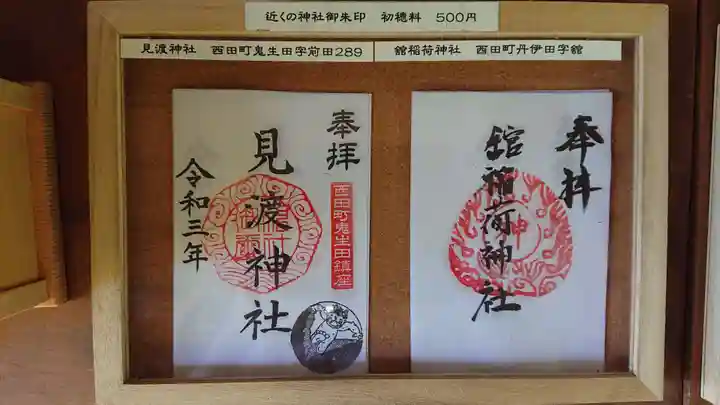 近くの神社御朱印　初穂料　500円
見渡神社　西田町鬼生田字前田289
舘稲荷神社　西田町丹伊田字舘
奉拝
見渡神社
令和三年
西田町鬼生田鎮座
奉拝
舘稲荷神社